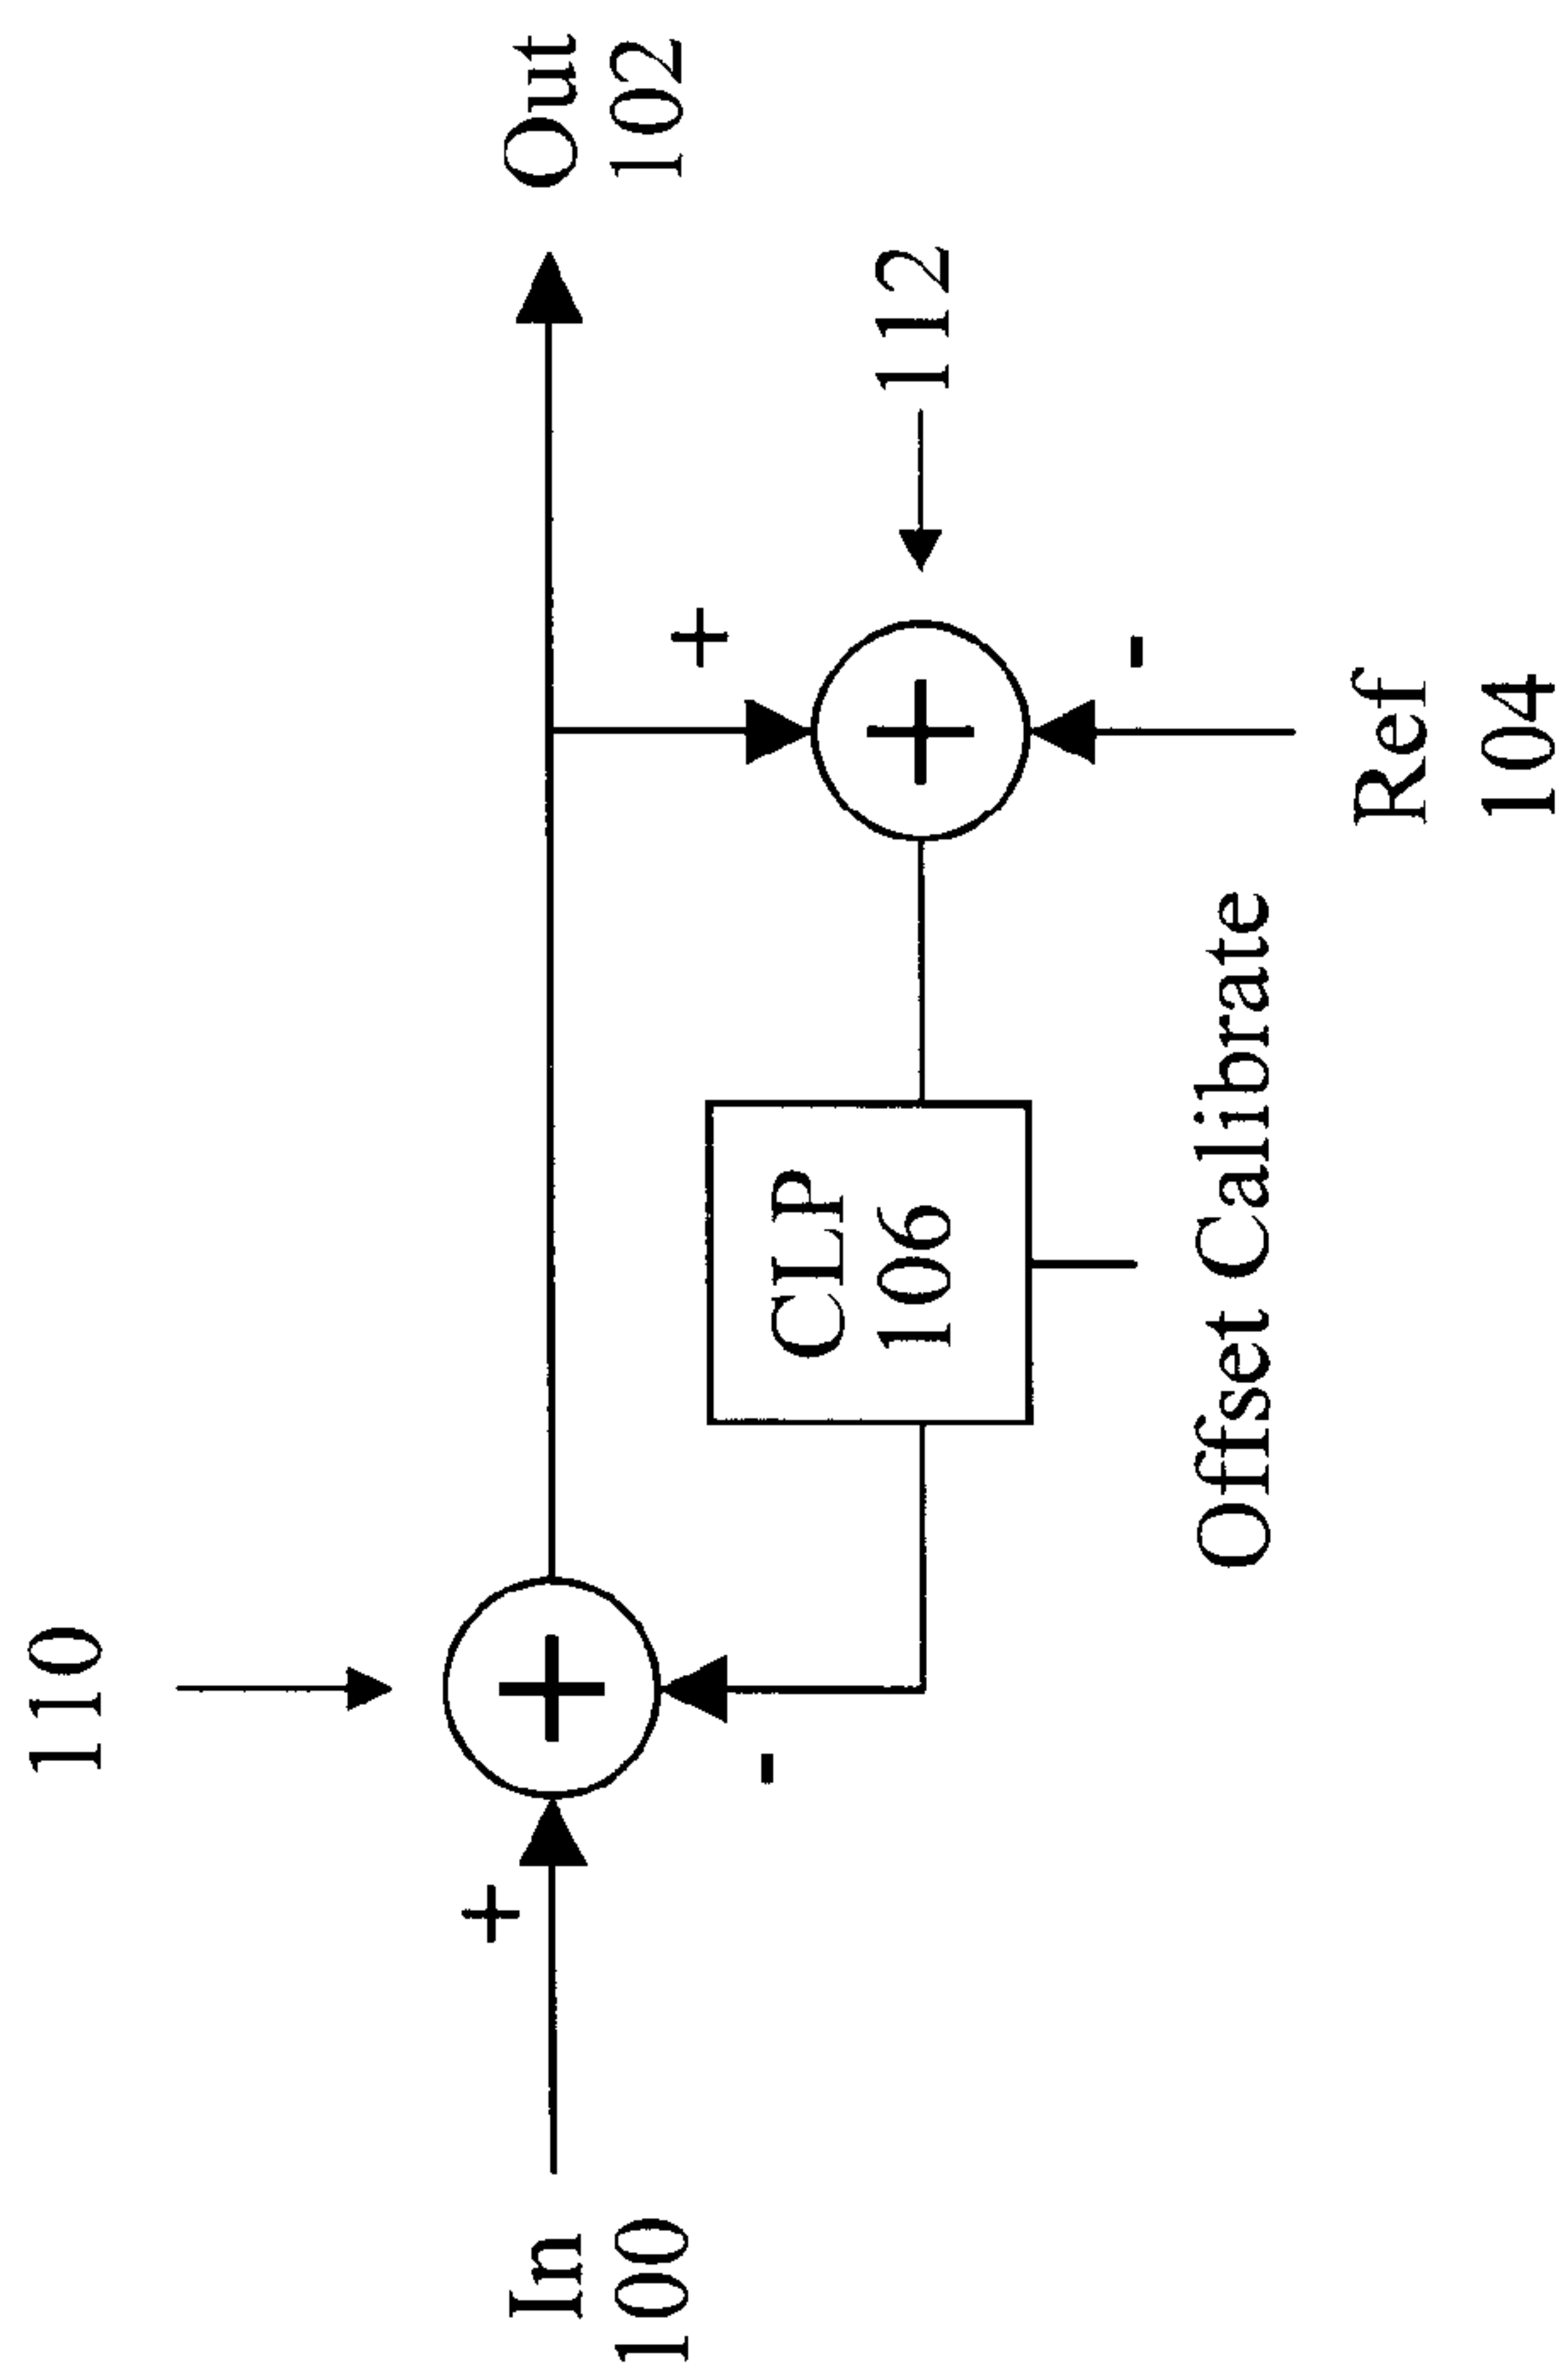 110
In
100
+
-
CLP
106
Offset Calibrate
+
-
112
Ref
104
Out
102